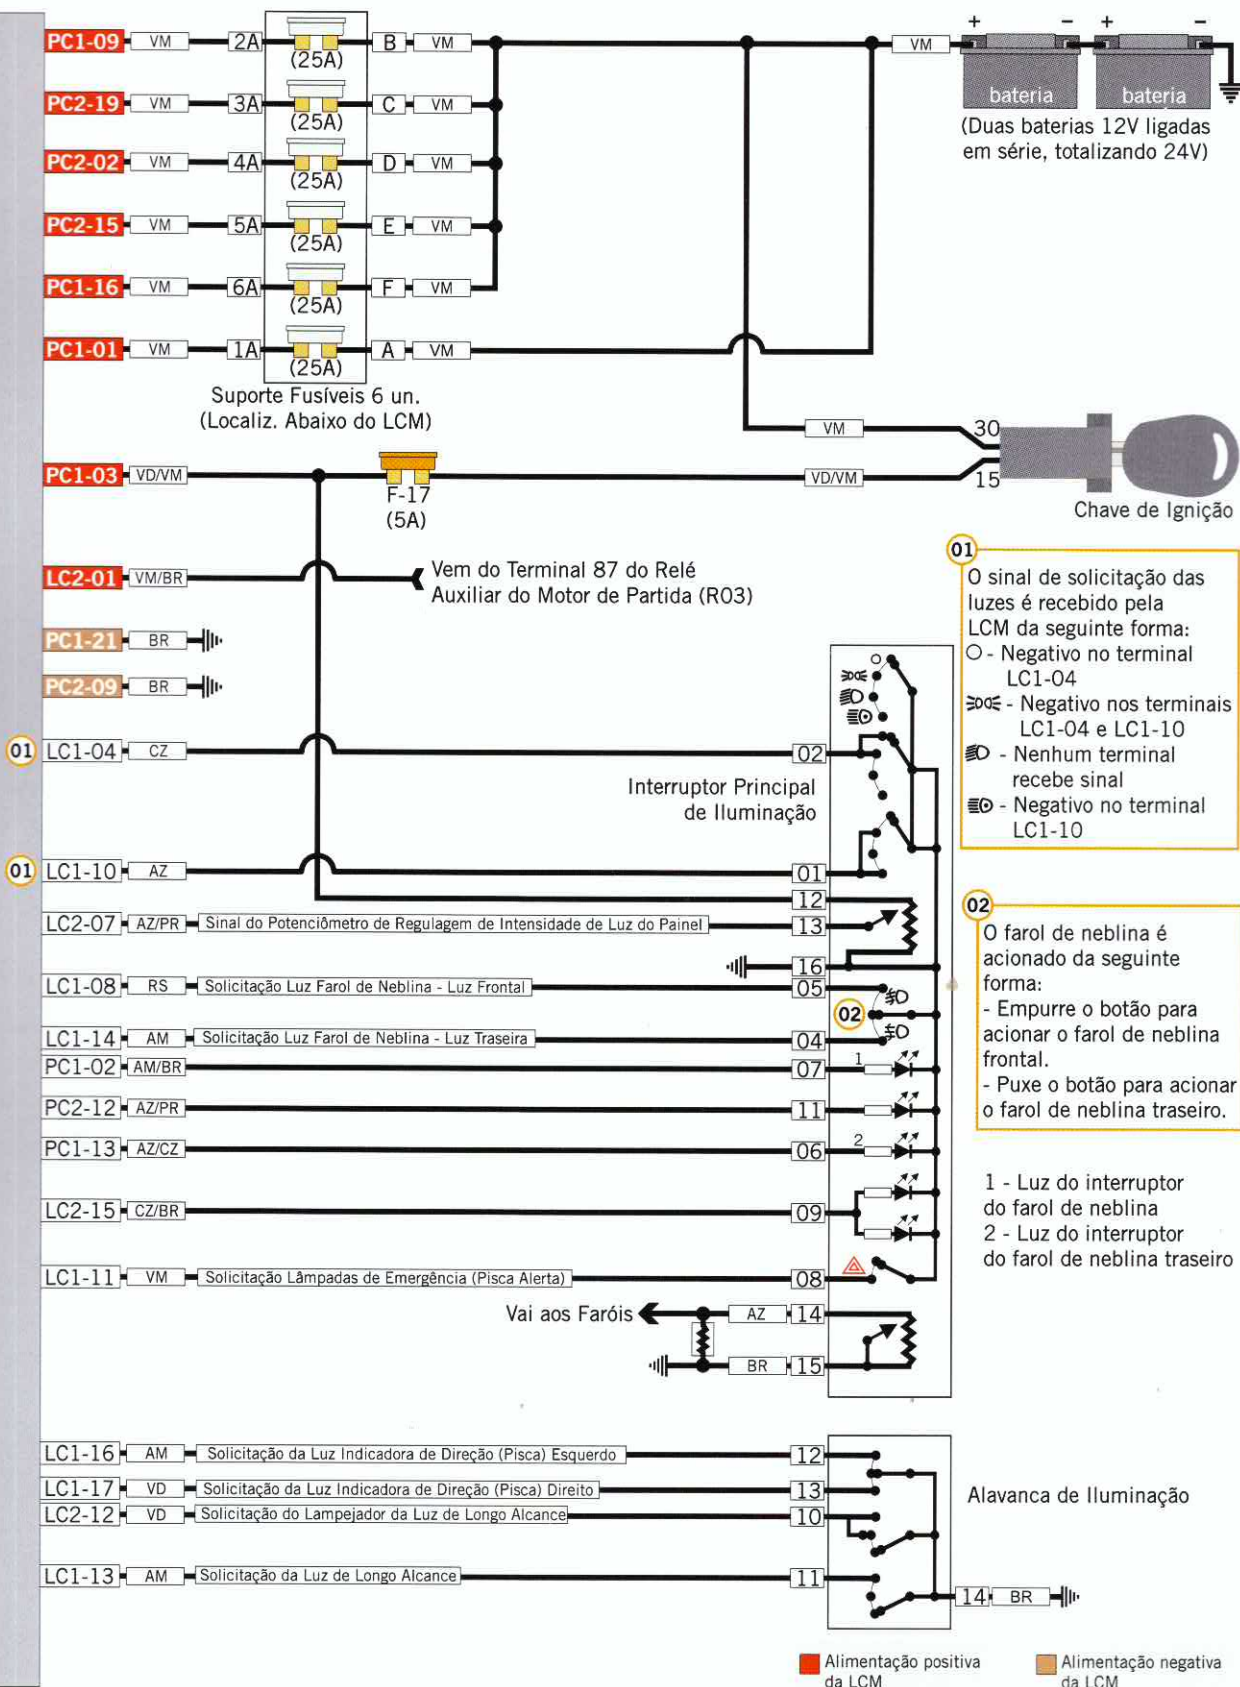 + - + -
PC1-09 VM 2A (25A) B VM VM bateria bateria
PC2-19 VM 3A (25A) C VM
(Duas baterias 12V ligadas
em série, totalizando 24V)
PC2-02 VM 4A (25A) D VM
PC2-15 VM 5A (25A) E VM
PC1-16 VM 6A (25A) F VM
PC1-01 VM 1A (25A) A VM
Suporte Fusíveis 6 un.
(Localiz. Abaixo do LCM)
VM 30
PC1-03 VD/VM F-17 VD/VM 15
(5A)
Chave de Ignição
LC2-01 VM/BR Vem do Terminal 87 do Relé
Auxiliar do Motor de Partida (R03)
PC1-21 BR
PC2-09 BR
01
O sinal de solicitação das
luzes é recebido pela
LCM da seguinte forma:
- Negativo no terminal
LC1-04
- Negativo nos terminais
LC1-04 e LC1-10
- Nenhum terminal
recebe sinal
- Negativo no terminal
LC1-10
01 LC1-04 CZ 02
Interruptor Principal
de Iluminação
01 LC1-10 AZ 01
12
LC2-07 AZ/PR Sinal do Potenciômetro de Regulagem de Intensidade de Luz do Painel 13
16
LC1-08 RS Solicitação Luz Farol de Neblina - Luz Frontal 05
02
LC1-14 AM Solicitação Luz Farol de Neblina - Luz Traseira 04
PC1-02 AM/BR 07 1
PC2-12 AZ/PR 11
PC1-13 AZ/CZ 06 2
LC2-15 CZ/BR 09
LC1-11 VM Solicitação Lâmpadas de Emergência (Pisca Alerta) 08
02
O farol de neblina é
acionado da seguinte
forma:
- Empurre o botão para
acionar o farol de neblina
frontal.
- Puxe o botão para acionar
o farol de neblina traseiro.
1 - Luz do interruptor
do farol de neblina
2 - Luz do interruptor
do farol de neblina traseiro
Vai aos Faróis AZ 14
BR 15
LC1-16 AM Solicitação da Luz Indicadora de Direção (Pisca) Esquerdo 12
LC1-17 VD Solicitação da Luz Indicadora de Direção (Pisca) Direito 13
LC2-12 VD Solicitação do Lampejador da Luz de Longo Alcance 10
LC1-13 AM Solicitação da Luz de Longo Alcance 11
Alavanca de Iluminação
14 BR
Alimentação positiva
da LCM
Alimentação negativa
da LCM